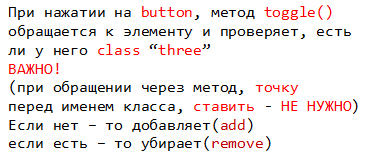 При нажатии на button, метод toggle()
обращается к элементу и проверяет, есть
ли у него class “three”
ВАЖНО!
(при обращении через метод, точку
перед именем класса, ставить - НЕ НУЖНО)
Если нет – то добавляет(add)
если есть – то убирает(remove)